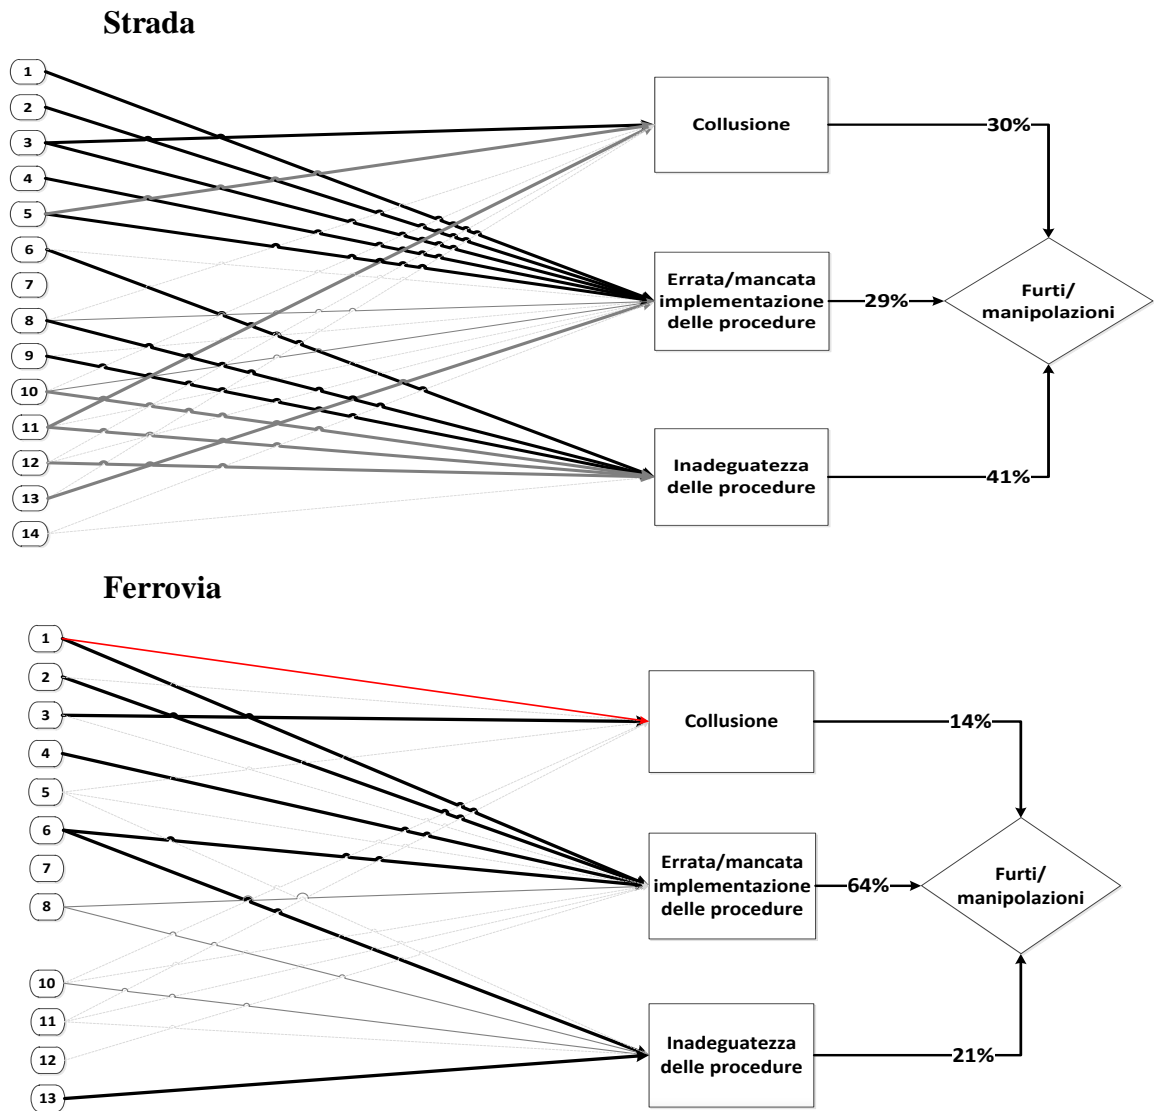 Strada
1
2
3
4
5
6
7
8
9
10
11
12
13
14
Collusione
30%
Errata/mancata
implementazione
delle procedure
29%
Furti/
manipolazioni
Inadeguatezza
delle procedure
41%
Ferrovia
1
2
3
4
5
6
7
8
10
11
12
13
Collusione
14%
Errata/mancata
implementazione
delle procedure
64%
Furti/
manipolazioni
Inadeguatezza
delle procedure
21%